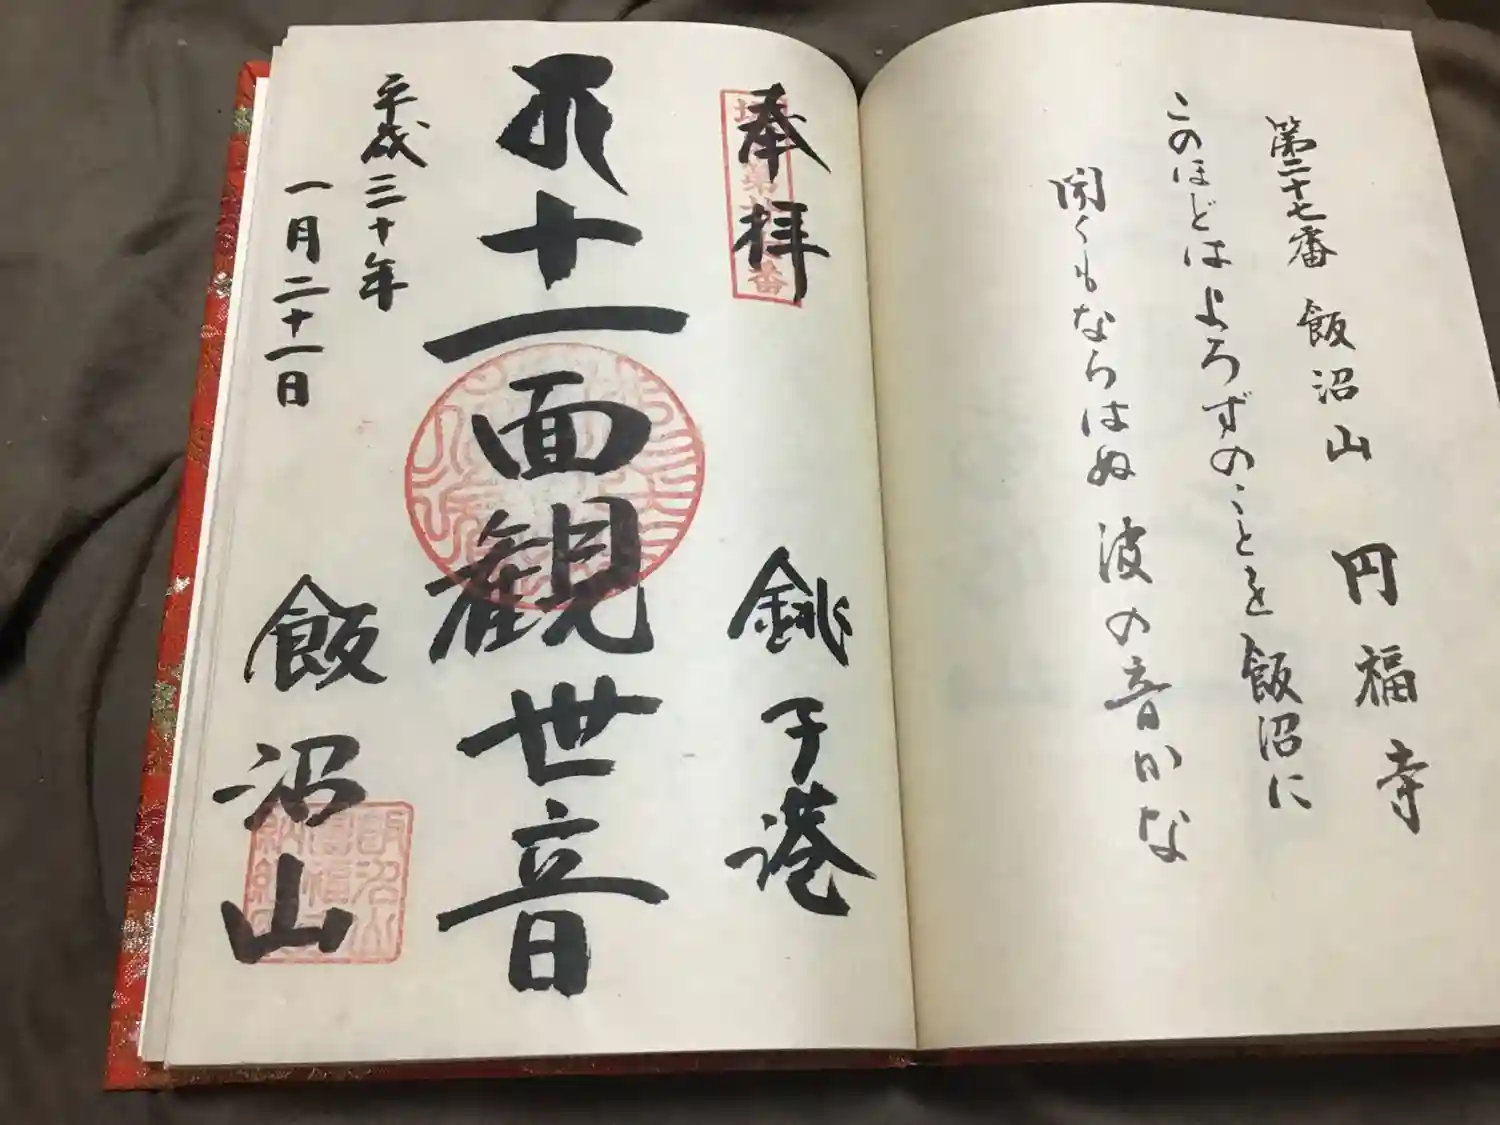 第二十七番 飯沼山 円福寺
このほどはよろずのことを飯沼に
聞くもならはぬ 波の音かな
奉拝 銚子港
十一面観世音
平成三十年
一月二十一日
飯沼山